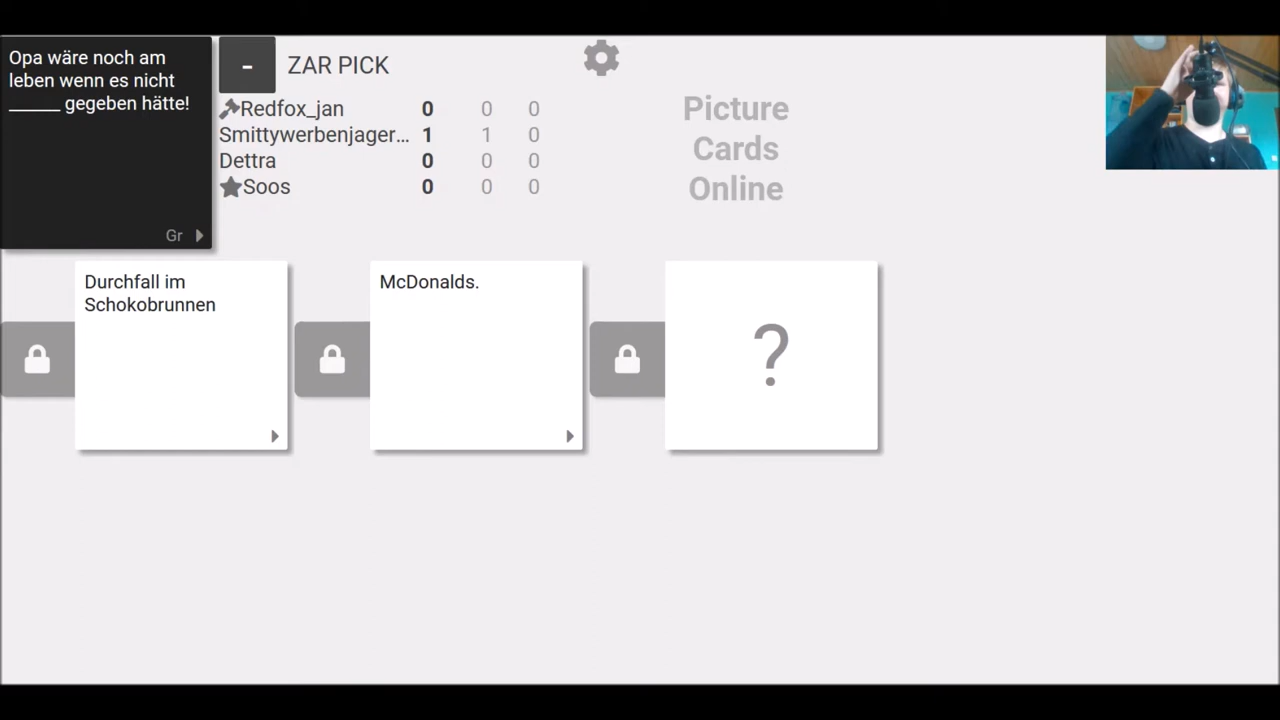 Opa wäre noch am
leben wenn es nicht
______ gegeben hätte!
Gr
-
ZAR PICK
Redfox_jan 0 0 0
Smittywerbenjager... 1 1 0
Dettra 0 0 0
Soos 0 0 0
Picture
Cards
Online
Durchfall im
Schokobrunnen
McDonalds.
?